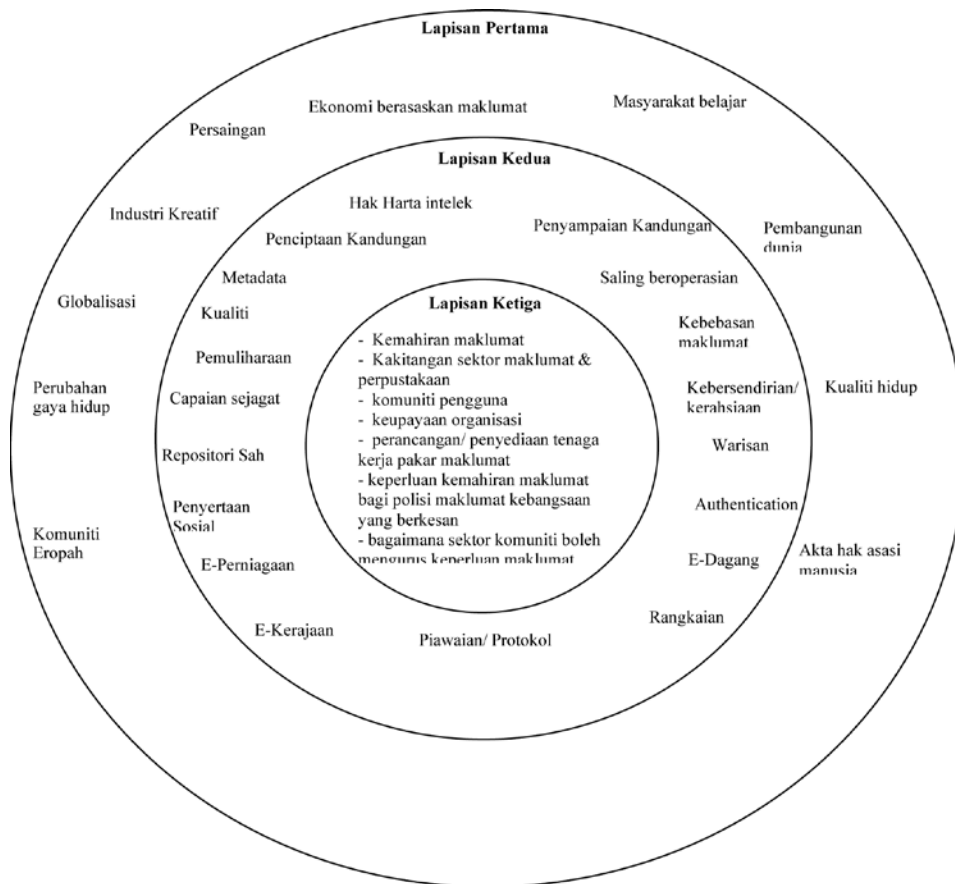 Lapisan Pertama
Ekonomi berasaskan maklumat
Masyarakat belajar
Persaingan
Industri Kreatif
Globalisasi
Perubahan
gaya hidup
Komuniti
Eropah
Pembangunan
dunia
Kualiti hidup
Akta hak asasi
manusia
Lapisan Kedua
Hak Harta intelek
Penciptaan Kandungan
Metadata
Kualiti
Pemuliharaan
Capaian sejagat
Repositori Sah
Penyertaan
Sosial
E-Perniagaan
E-Kerajaan
Piawaian/ Protokol
Penyampaian Kandungan
Saling beroperasian
Kebebasan
maklumat
Kebersendirian/
kerahsiaan
Warisan
Authentication
E-Dagang
Rangkaian
Lapisan Ketiga
- Kemahiran maklumat
- Kakitangan sektor maklumat &
perpustakaan
- komuniti pengguna
- keupayaan organisasi
- perancangan/ penyediaan tenaga
kerja pakar maklumat
- keperluan kemahiran maklumat
bagi polisi maklumat kebangsaan
yang berkesan
- bagaimana sektor komuniti boleh
mengurus keperluan maklumat